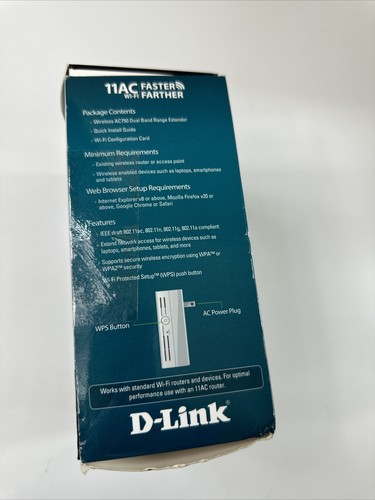 11AC FASTER
WI-FI FARTHER
Package Contents
- Wireless AC750 Dual Band Range Extender
- Quick Install Guide
- Wi-Fi Configuration Card
Minimum Requirements
- Existing wireless router or access point
- Wireless enabled devices such as laptops, smartphones
and tablets
Web Browser Setup Requirements
- Internet Explorer v8 or above, Mozilla Firefox v20 or
above, Google Chrome or Safari
Features
- IEEE draft 802.11ac, 802.11n, 802.11g, 802.11a compliant
- Extend network access for wireless devices such as
laptops, smartphones, tablets, and more
- Supports secure wireless encryption using WPA™ or
WPA2™ security
- Wi-Fi Protected Setup™ (WPS) push button
WPS Button
AC Power Plug
Works with standard Wi-Fi routers and devices. For optimal
performance use with an 11AC router.
D-Link